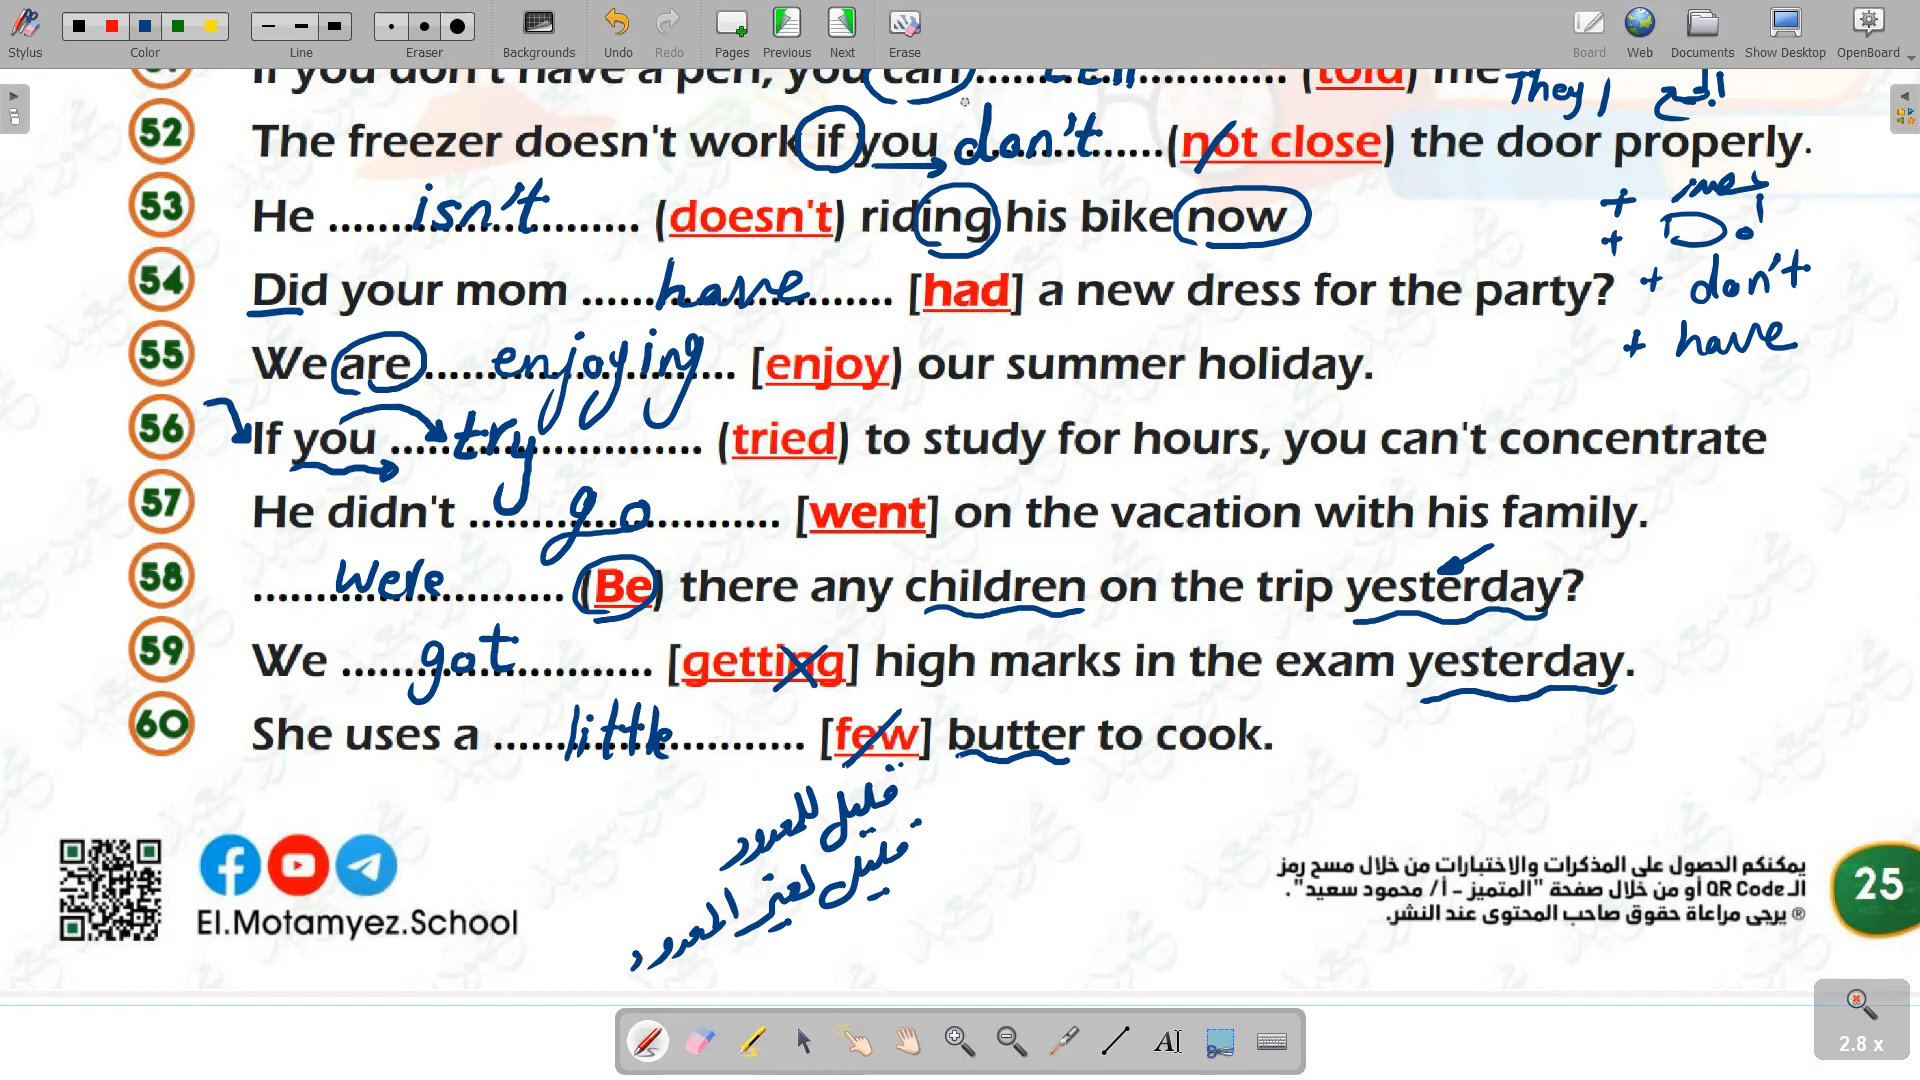 Stylus Color Line Eraser Backgrounds Undo Redo Pages Previous Next Erase Board Web Documents Show Desktop OpenBoard
If you don't have a pen, you can .......... (told) me They
52 The freezer doesn't work if you don't ..........(not close) the door properly.
53 He isn't .......... (doesn't) riding his bike now
54 Did your mom have .......... [had] a new dress for the party? + don't
+ have
55 We are enjoying .......... [enjoy) our summer holiday.
56 If you try .......... (tried) to study for hours, you can't concentrate
57 He didn't go .......... [went] on the vacation with his family.
58 were .......... (Be) there any children on the trip yesterday?
59 We got .......... [getting] high marks in the exam yesterday.
60 She uses a little .......... [few] butter to cook.
قليل للمعدود
قليل لغير المعدود
El.Motamyez.School
يمكنكم الحصول على المذكرات والاختبارات من خلال مسح رمز
الـ QR Code أو من خلال صفحة "المتميز - أ/ محمود سعيد".
® يرجى مراعاة حقوق صاحب المحتوى عند النشر.
25
2.8 x